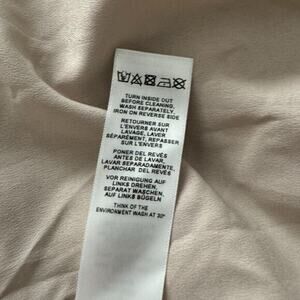 TURN INSIDE OUT
BEFORE CLEANING,
WASH SEPARATELY.
IRON ON REVERSE SIDE
RETOURNER SUR
L'ENVERS AVANT
LAVAGE, LAVER
SÉPARÉMENT, REPASSER
SUR L'ENVERS
PONER DEL REVÉS
ANTES DE LAVAR,
LAVAR SEPARADAMENTE,
PLANCHAR DEL REVÉS
VOR REINIGUNG AUF
LINKS DREHEN,
SEPARAT WASCHEN,
AUF LINKS BÜGELN
THINK OF THE
ENVIRONMENT WASH AT 30°